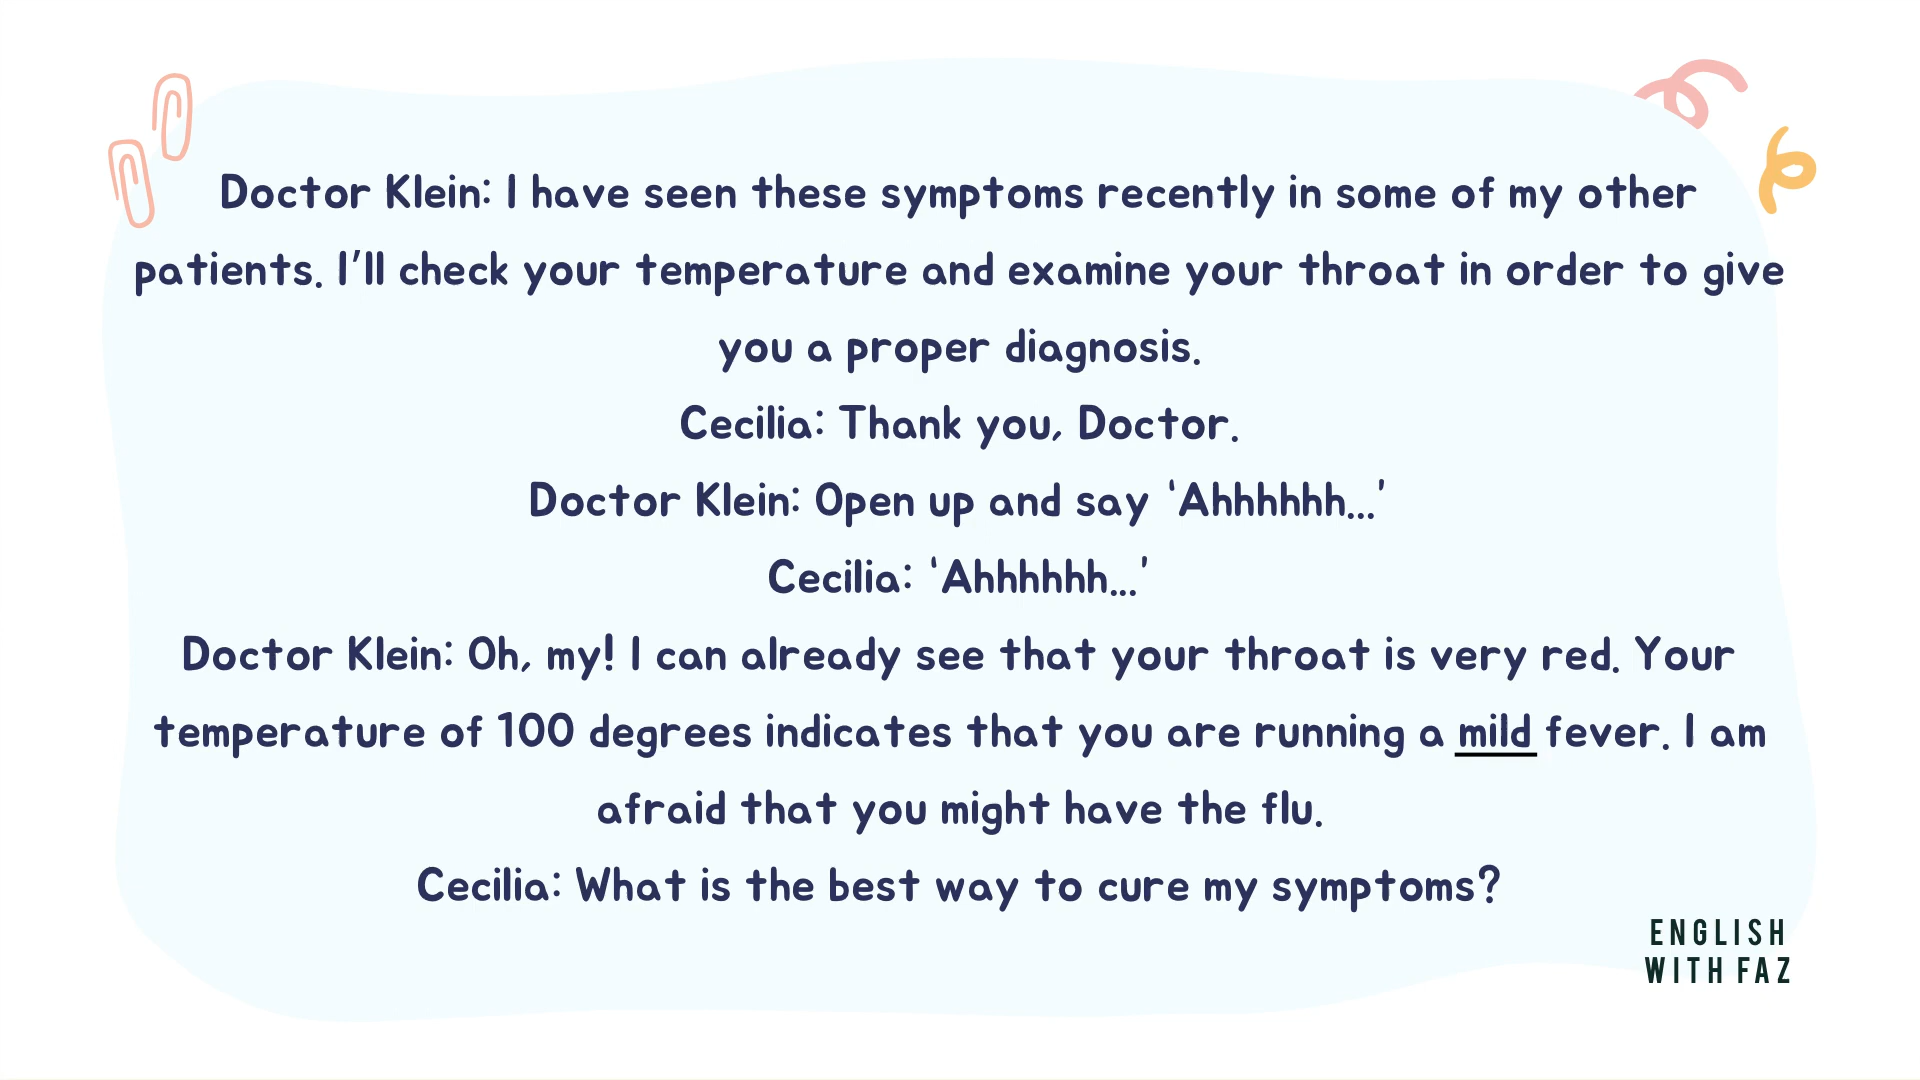 Doctor Klein: I have seen these symptoms recently in some of my other
patients. I'll check your temperature and examine your throat in order to give
you a proper diagnosis.
Cecilia: Thank you, Doctor.
Doctor Klein: Open up and say ‘Ahhhhhh...’
Cecilia: ‘Ahhhhhh...’
Doctor Klein: Oh, my! I can already see that your throat is very red. Your
temperature of 100 degrees indicates that you are running a mild fever. I am
afraid that you might have the flu.
Cecilia: What is the best way to cure my symptoms?
ENGLISH
WITH FAZ